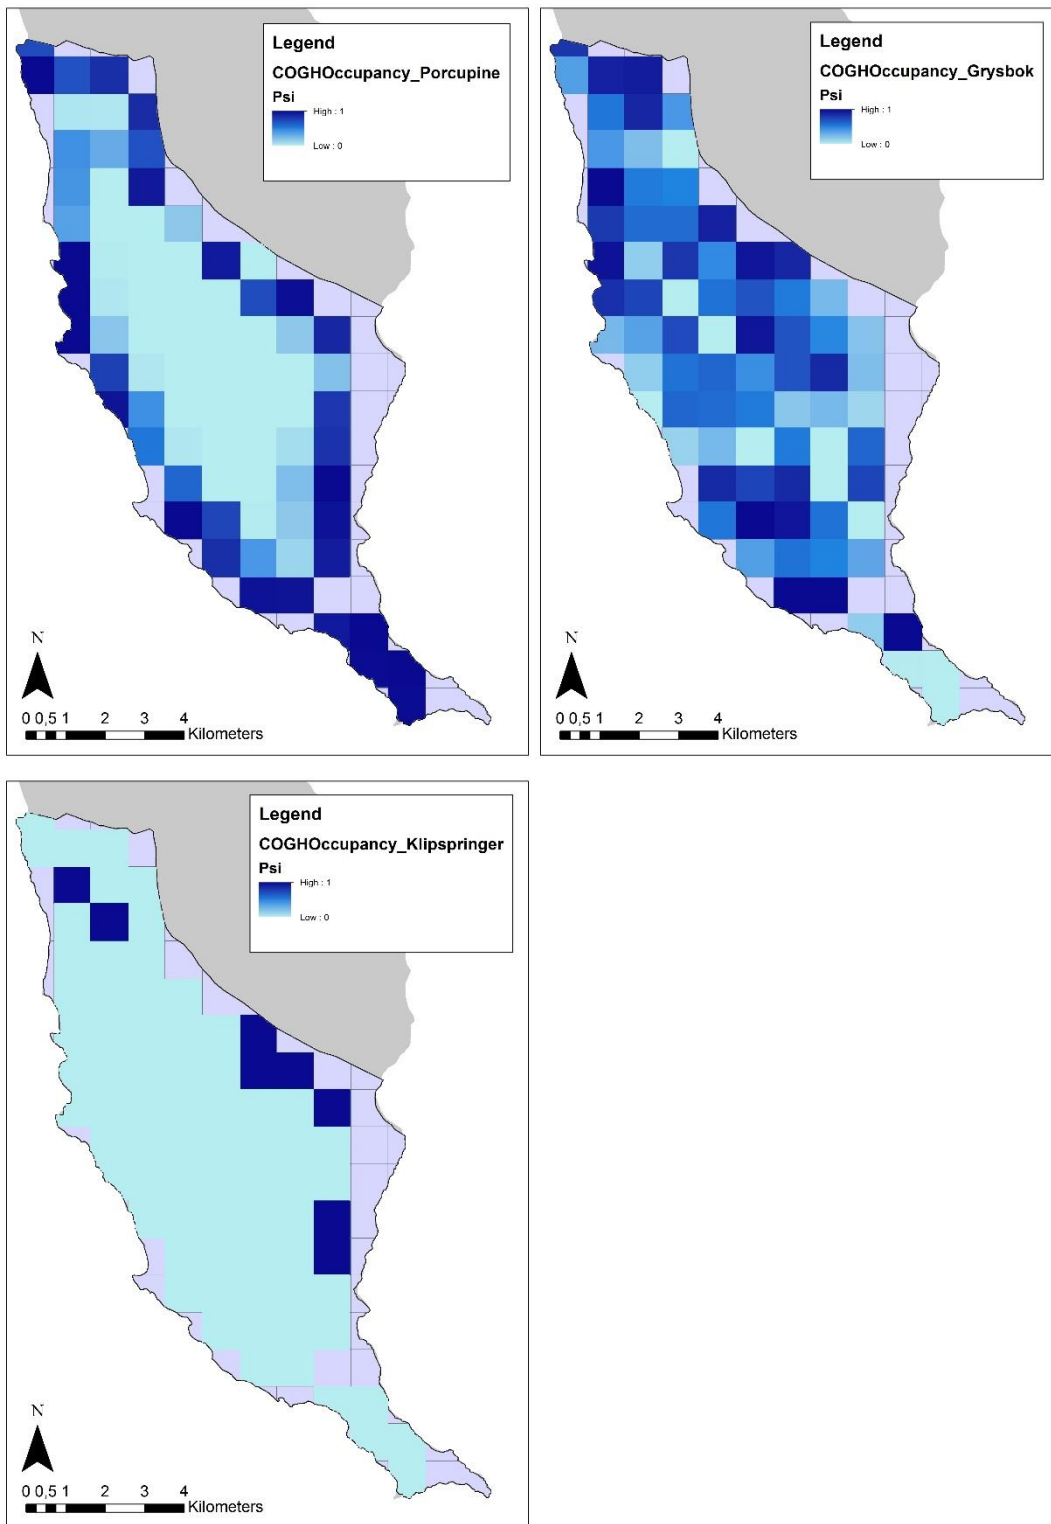 Legend
COGHOccupancy_Porcupine
Psi
High : 1
Low : 0
N
0 0,5 1 2 3 4
Kilometers
Legend
COGHOccupancy_Grysbok
Psi
High : 1
Low : 0
N
0 0,5 1 2 3 4
Kilometers
Legend
COGHOccupancy_Klipspringer
Psi
High : 1
Low : 0
N
0 0,5 1 2 3 4
Kilometers